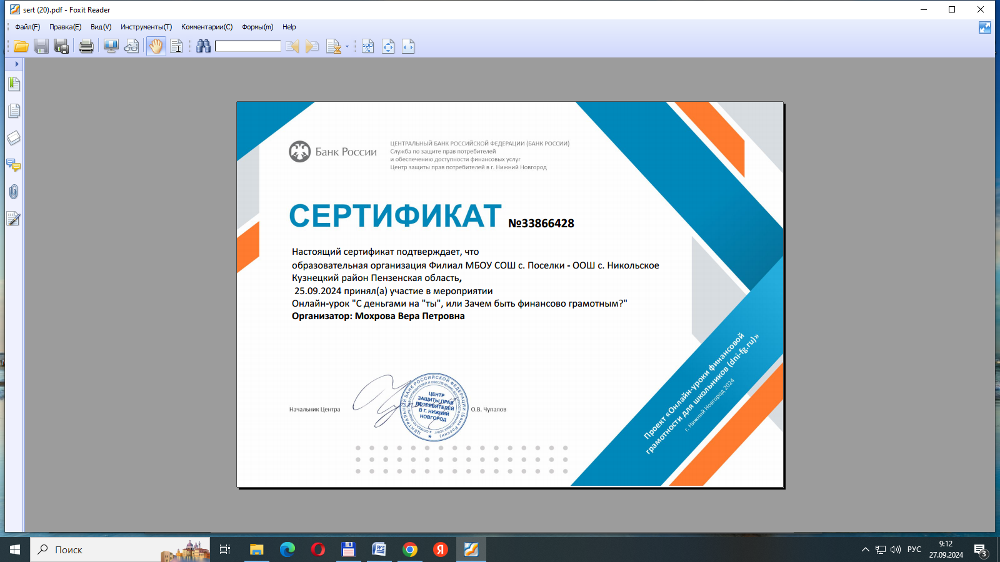 sert (20).pdf - Foxit Reader
Файл(F) Правка(E) Вид(V) Инструменты(T) Комментарии(C) Формы(m) Help
Банк России
ЦЕНТРАЛЬНЫЙ БАНК РОССИЙСКОЙ ФЕДЕРАЦИИ (БАНК РОССИИ)
Служба по защите прав потребителей
и обеспечению доступности финансовых услуг
Центр защиты прав потребителей в г. Нижний Новгород
СЕРТИФИКАТ №33866428
Настоящий сертификат подтверждает, что
образовательная организация Филиал МБОУ СОШ с. Поселки - ООШ с. Никольское
Кузнецкий район Пензенская область,
25.09.2024 принял(а) участие в мероприятии
Онлайн-урок "С деньгами на "ты", или Зачем быть финансово грамотным?"
Организатор: Мохрова Вера Петровна
Начальник Центра
ЦЕНТР
ЗАЩИТЫ ПРАВ
ПОТРЕБИТЕЛЕЙ
В Г. НИЖНИЙ
НОВГОРОД
ЦЕНТРАЛЬНЫЙ БАНК РОССИЙСКОЙ ФЕДЕРАЦИИ (Банк России)
О.В. Чупалов
Проект «Онлайн-уроки финансовой
грамотности для школьников (dni-fg.ru)»
г. Нижний Новгород 2024
Поиск
РУС
9:12
27.09.2024
3